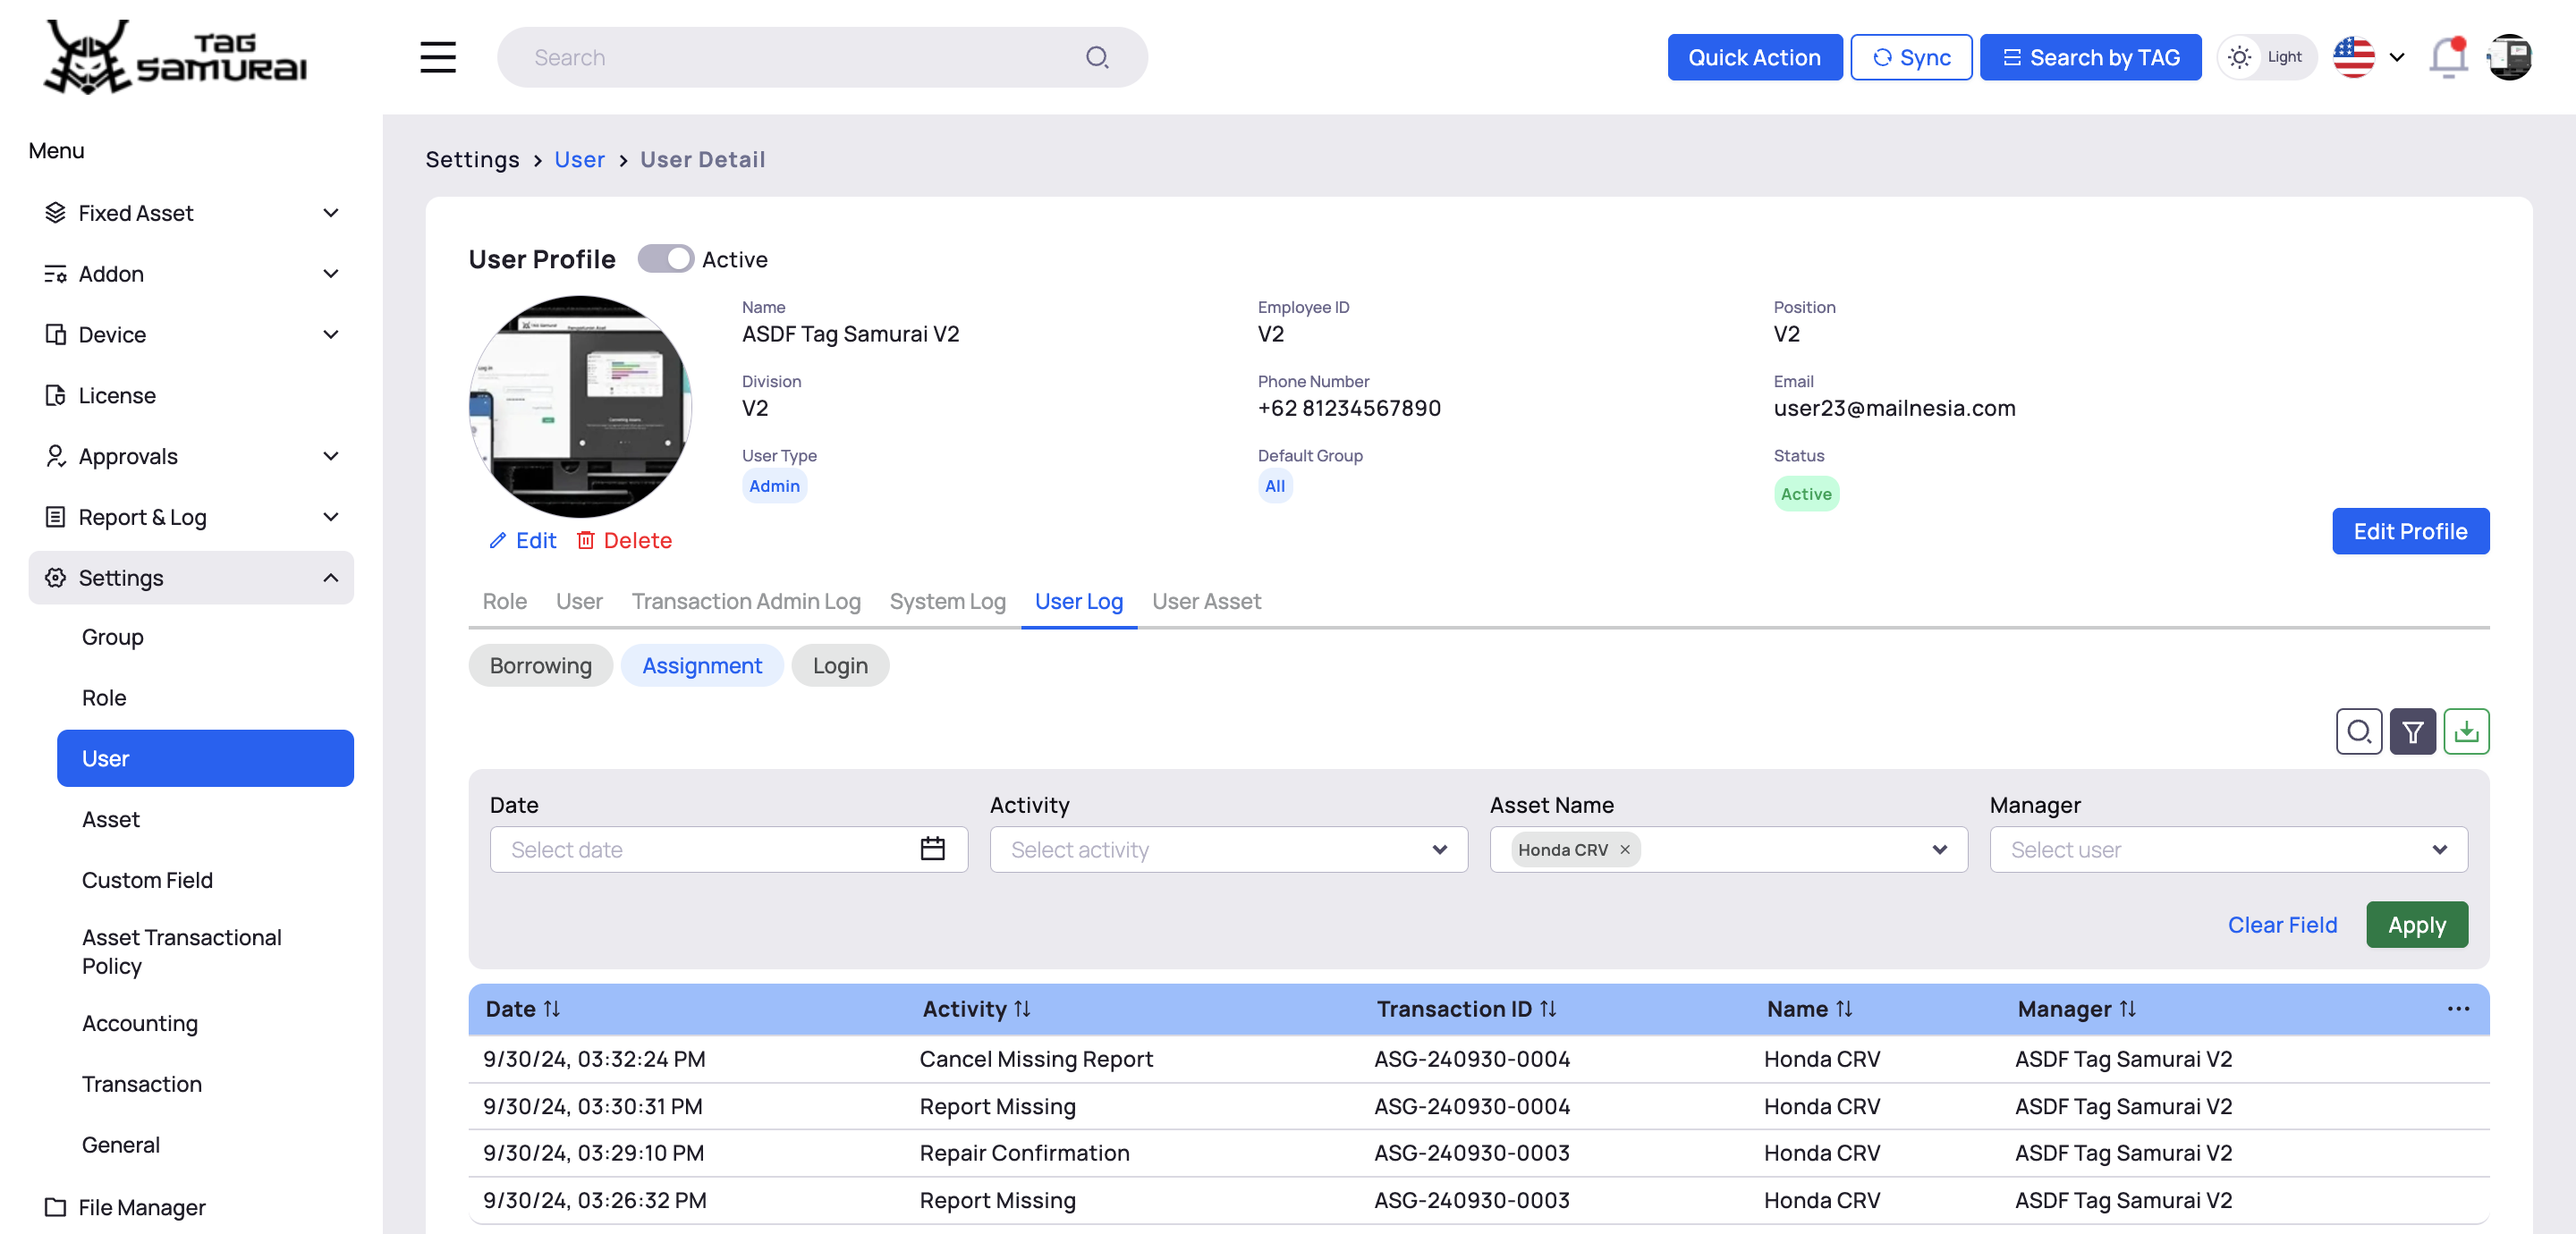 TAG
SAMURAI
Search
Quick Action
Sync
Search by TAG
Light
Menu
Fixed Asset
Addon
Device
License
Approvals
Report & Log
Settings
Group
Role
User
Asset
Custom Field
Asset Transactional
Policy
Accounting
Transaction
General
File Manager
Settings > User > User Detail
User Profile Active
Name
ASDF Tag Samurai V2
Employee ID
V2
Position
V2
Division
V2
Phone Number
+62 81234567890
Email
user23@mailnesia.com
User Type
Admin
Default Group
All
Status
Active
Edit Delete
Edit Profile
Role User Transaction Admin Log System Log User Log User Asset
Borrowing Assignment Login
Date Activity Asset Name Manager
Select date Select activity Honda CRV × Select user
Clear Field Apply
Date Activity Transaction ID Name Manager ...
9/30/24, 03:32:24 PM Cancel Missing Report ASG-240930-0004 Honda CRV ASDF Tag Samurai V2
9/30/24, 03:30:31 PM Report Missing ASG-240930-0004 Honda CRV ASDF Tag Samurai V2
9/30/24, 03:29:10 PM Repair Confirmation ASG-240930-0003 Honda CRV ASDF Tag Samurai V2
9/30/24, 03:26:32 PM Report Missing ASG-240930-0003 Honda CRV ASDF Tag Samurai V2